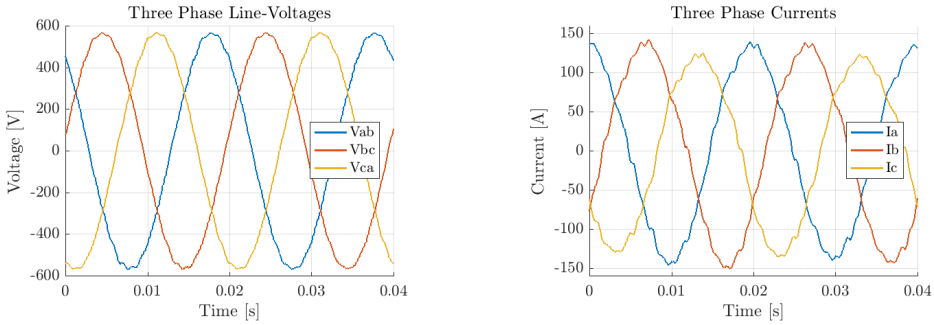 Three Phase Line-Voltages
600
400
200
0
-200
-400
-600
Voltage [V]
0
0.01
0.02
0.03
0.04
Time [s]
Vab
Vbc
Vca
Three Phase Currents
150
100
50
0
-50
-100
-150
Current [A]
0
0.01
0.02
0.03
0.04
Time [s]
Ia
Ib
Ic